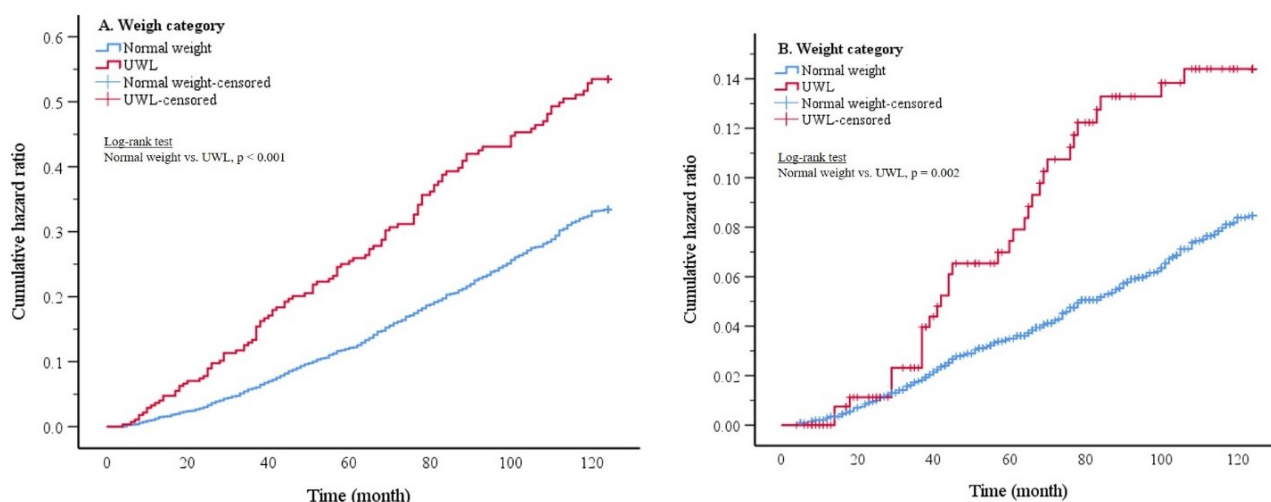 A. Weigh category
Normal weight
UWL
Normal weight-censored
UWL-censored
Log-rank test
Normal weight vs. UWL, p < 0.001
Cumulative hazard ratio
0.6
0.5
0.4
0.3
0.2
0.1
0.0
0 20 40 60 80 100 120
Time (month)
B. Weight category
Normal weight
UWL
Normal weight-censored
UWL-censored
Log-rank test
Normal weight vs. UWL, p = 0.002
Cumulative hazard ratio
0.14
0.12
0.10
0.08
0.06
0.04
0.02
0.00
0 20 40 60 80 100 120
Time (month)